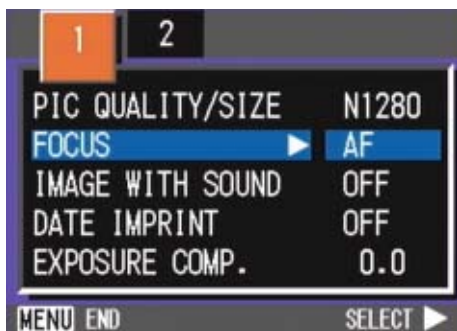 1 2
PIC QUALITY/SIZE N1280
FOCUS AF
IMAGE WITH SOUND OFF
DATE IMPRINT OFF
EXPOSURE COMP. 0.0
MENU END SELECT